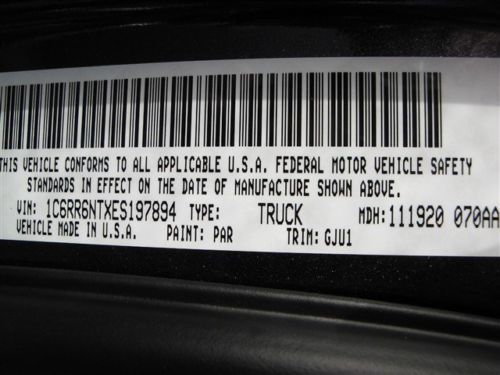 THIS VEHICLE CONFORMS TO ALL APPLICABLE U.S.A. FEDERAL MOTOR VEHICLE SAFETY
STANDARDS IN EFFECT ON THE DATE OF MANUFACTURE SHOWN ABOVE.
VIN: 1C6RR6NTXES197894 TYPE: TRUCK MDH:111920 070AA
VEHICLE MADE IN U.S.A. PAINT: PAR TRIM: GJU1